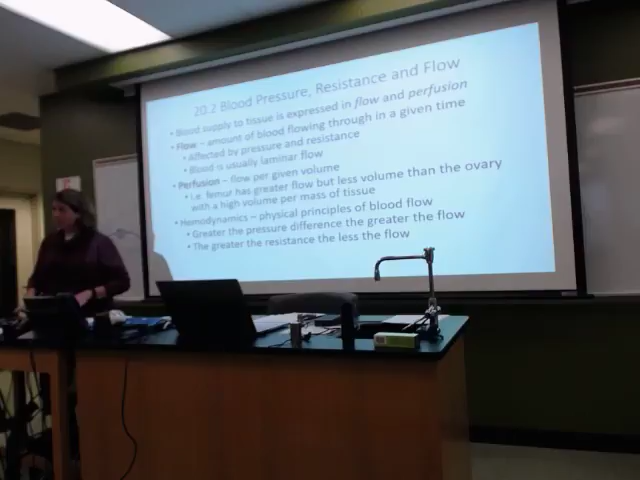 20.2 Blood Pressure, Resistance and Flow
• Blood supply to tissue is expressed in flow and perfusion
• Flow – amount of blood flowing through in a given time
• Affected by pressure and resistance
• Blood is usually laminar flow
• Perfusion – flow per given volume
• i.e. femur has greater flow but less volume than the ovary
with a high volume per mass of tissue
• Hemodynamics – physical principles of blood flow
• Greater the pressure difference the greater the flow
• The greater the resistance the less the flow